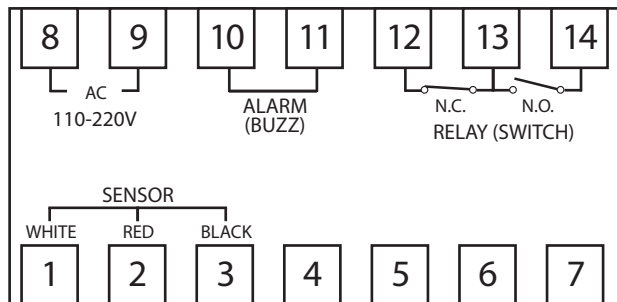 8 9 10 11 12 13 14
AC
110-220V
ALARM
(BUZZ)
N.C. N.O.
RELAY (SWITCH)
SENSOR
WHITE RED BLACK
1 2 3 4 5 6 7